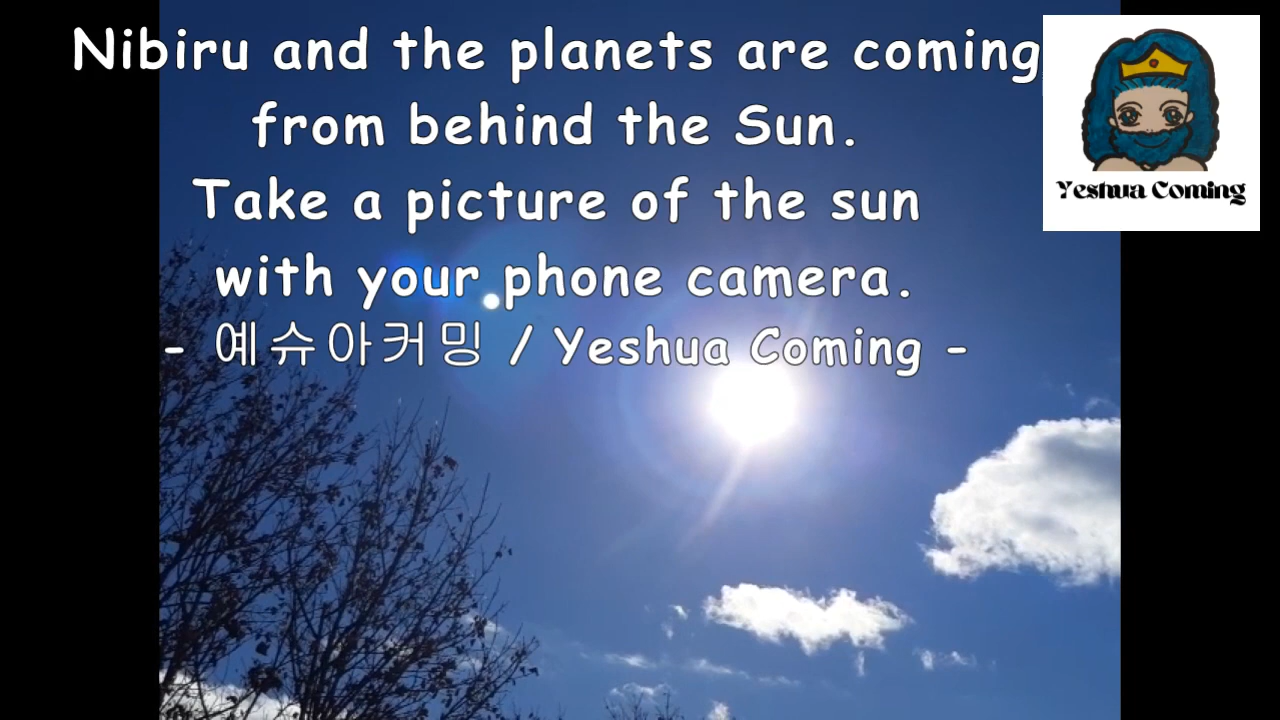 Nibiru and the planets are coming
from behind the Sun.
Take a picture of the sun
with your phone camera.
- 예슈아커밍 / Yeshua Coming -
Yeshua Coming